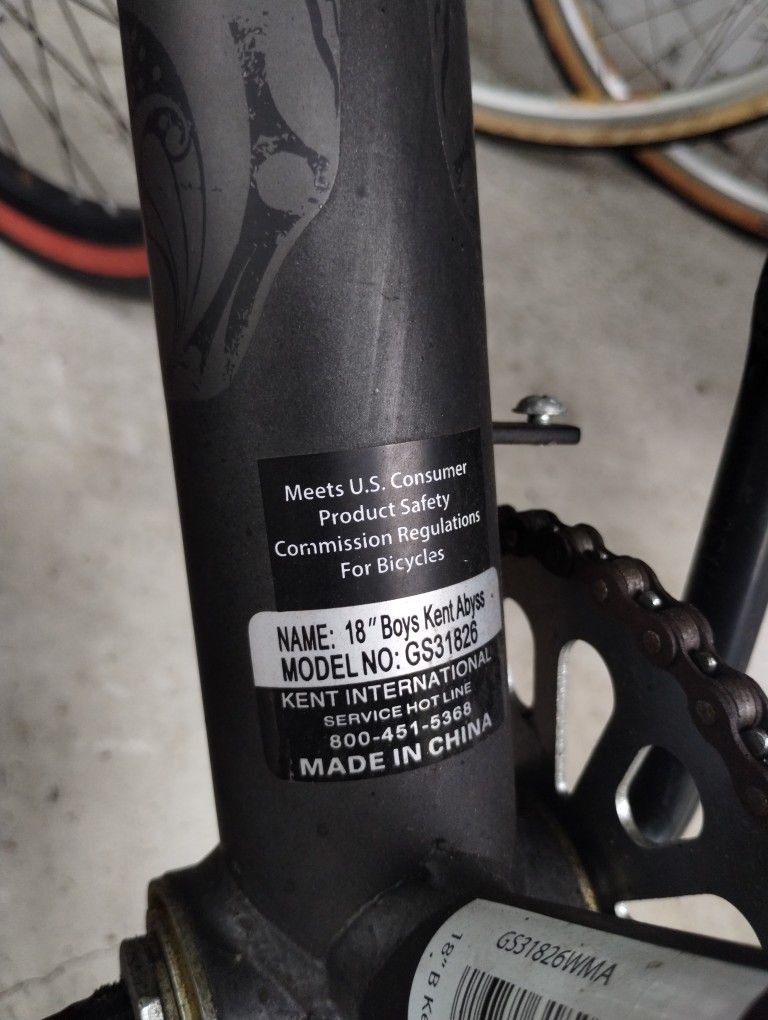 Meets U.S. Consumer
Product Safety
Commission Regulations
For Bicycles
NAME: 18" Boys Kent Abyss
MODEL NO: GS31826
KENT INTERNATIONAL
SERVICE HOT LINE
800-451-5368
MADE IN CHINA
GS31826WMA
18" B